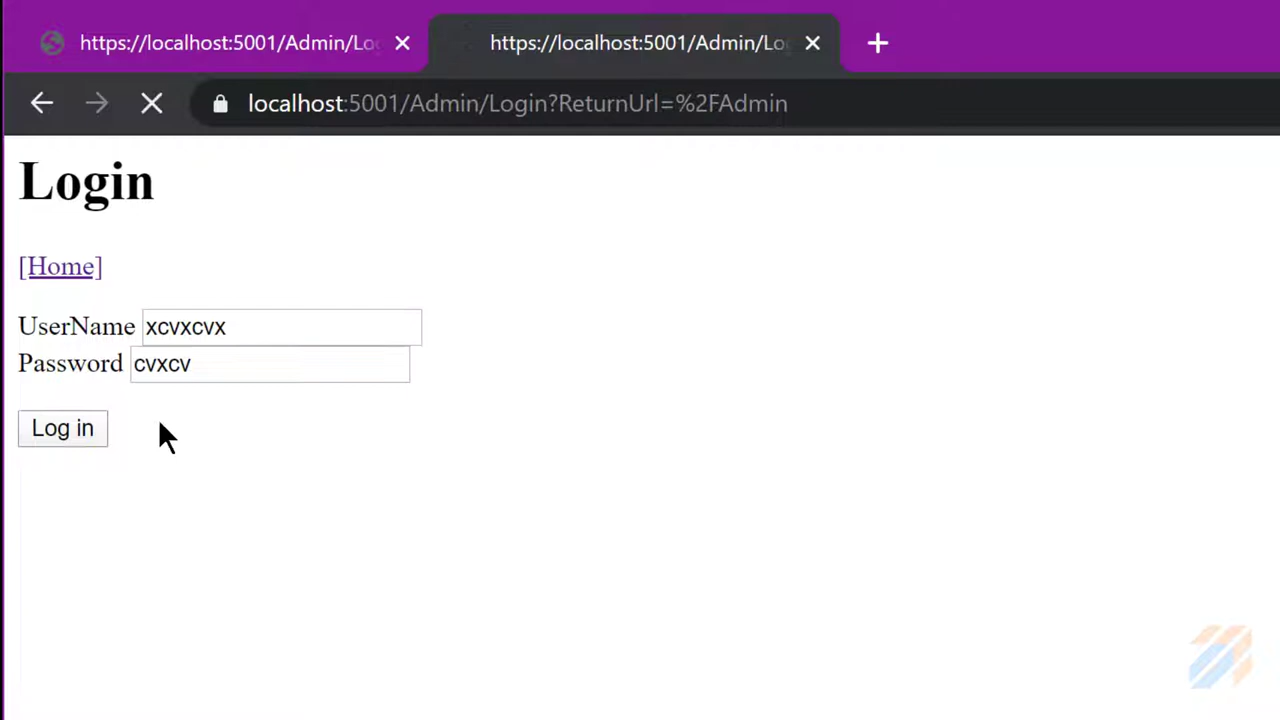 https://localhost:5001/Admin/Lo
https://localhost:5001/Admin/Lo
localhost:5001/Admin/Login?ReturnUrl=%2FAdmin
Login
[Home]
UserName xcvxcvx
Password cvxcv
Log in